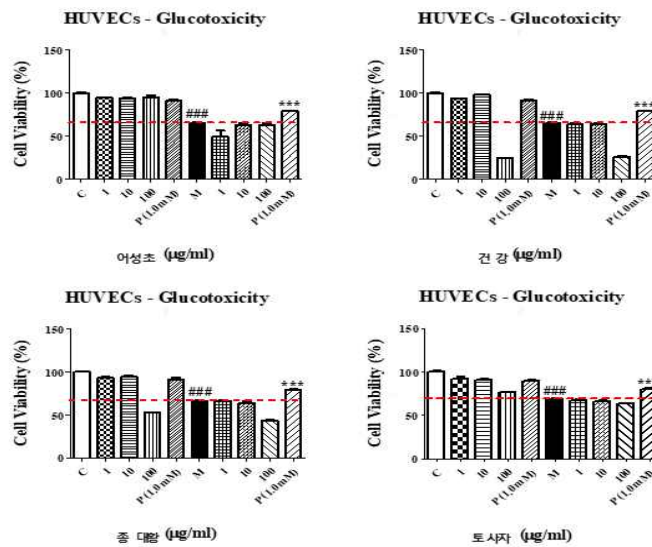 HUVECs - Glucotoxicity
150
100
50
0
Cell Viability (%)
###
***
C 1 10 100 P (1.0mM) M 1 10 100 P (1.0mM)
어성초 (μg/ml)
HUVECs - Glucotoxicity
150
100
50
0
Cell Viability (%)
###
***
C 1 10 100 P (1.0mM) M 1 10 100 P (1.0mM)
건 강 (μg/ml)
HUVECs - Glucotoxicity
150
100
50
0
Cell Viability (%)
###
***
C 1 10 100 P (1.0mM) M 1 10 100 P (1.0mM)
종 대황 (μg/ml)
HUVECs - Glucotoxicity
150
100
50
0
Cell Viability (%)
###
**
C 1 10 100 P (1.0mM) M 1 10 100 P (1.0mM)
토사자 (μg/ml)